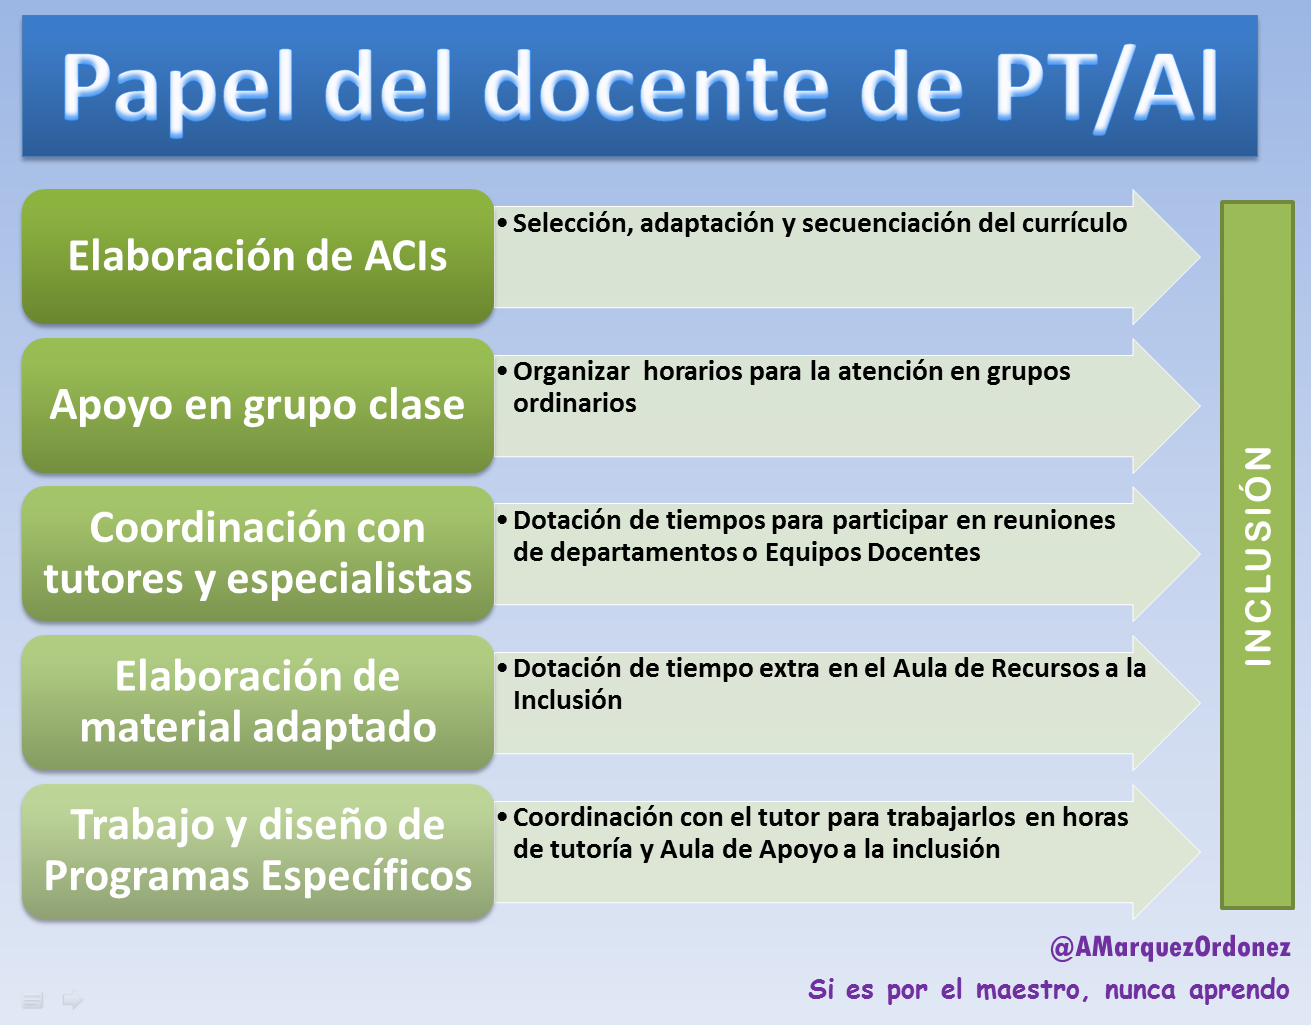 Papel del docente de PT/Al
Elaboración de ACIs
• Selección, adaptación y secuenciación del currículo
Apoyo en grupo clase
• Organizar horarios para la atención en grupos
ordinarios
Coordinación con
tutores y especialistas
• Dotación de tiempos para participar en reuniones
de departamentos o Equipos Docentes
Elaboración de
material adaptado
• Dotación de tiempo extra en el Aula de Recursos a la
Inclusión
Trabajo y diseño de
Programas Específicos
• Coordinación con el tutor para trabajarlos en horas
de tutoría y Aula de Apoyo a la inclusión
INCLUSIÓN
@AMarquezOrdonez
Si es por el maestro, nunca aprendo